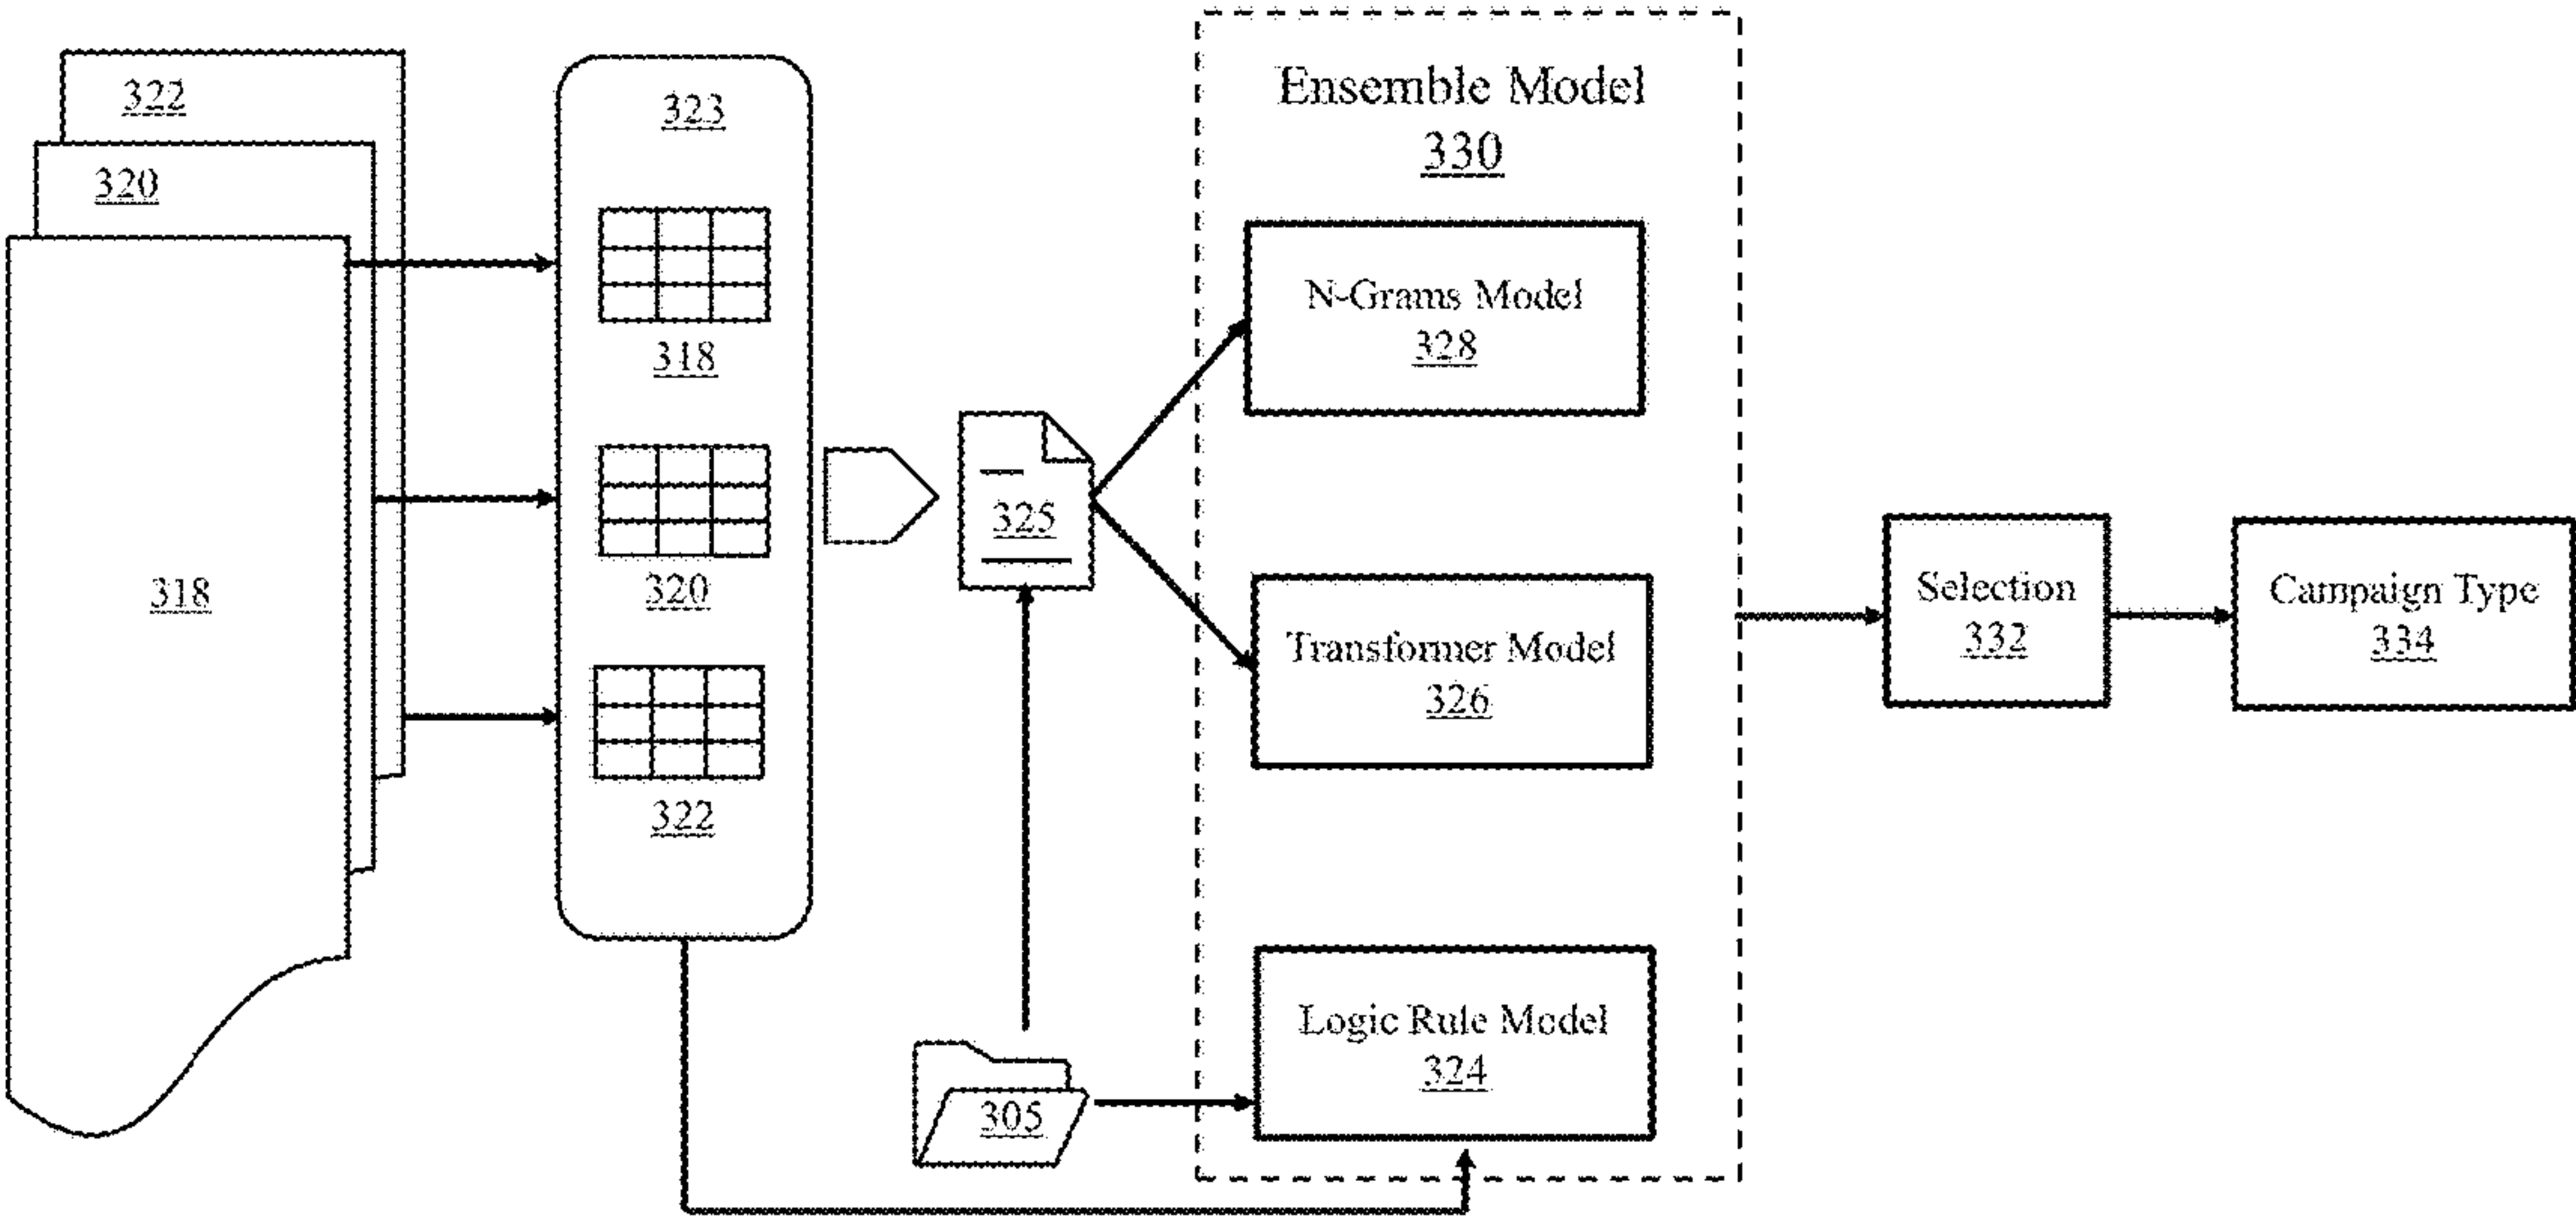 322
320
318
323
318
320
322
325
305
Ensemble Model
330
N-Grams Model
328
Transformer Model
326
Logic Rule Model
324
Selection
332
Campaign Type
334